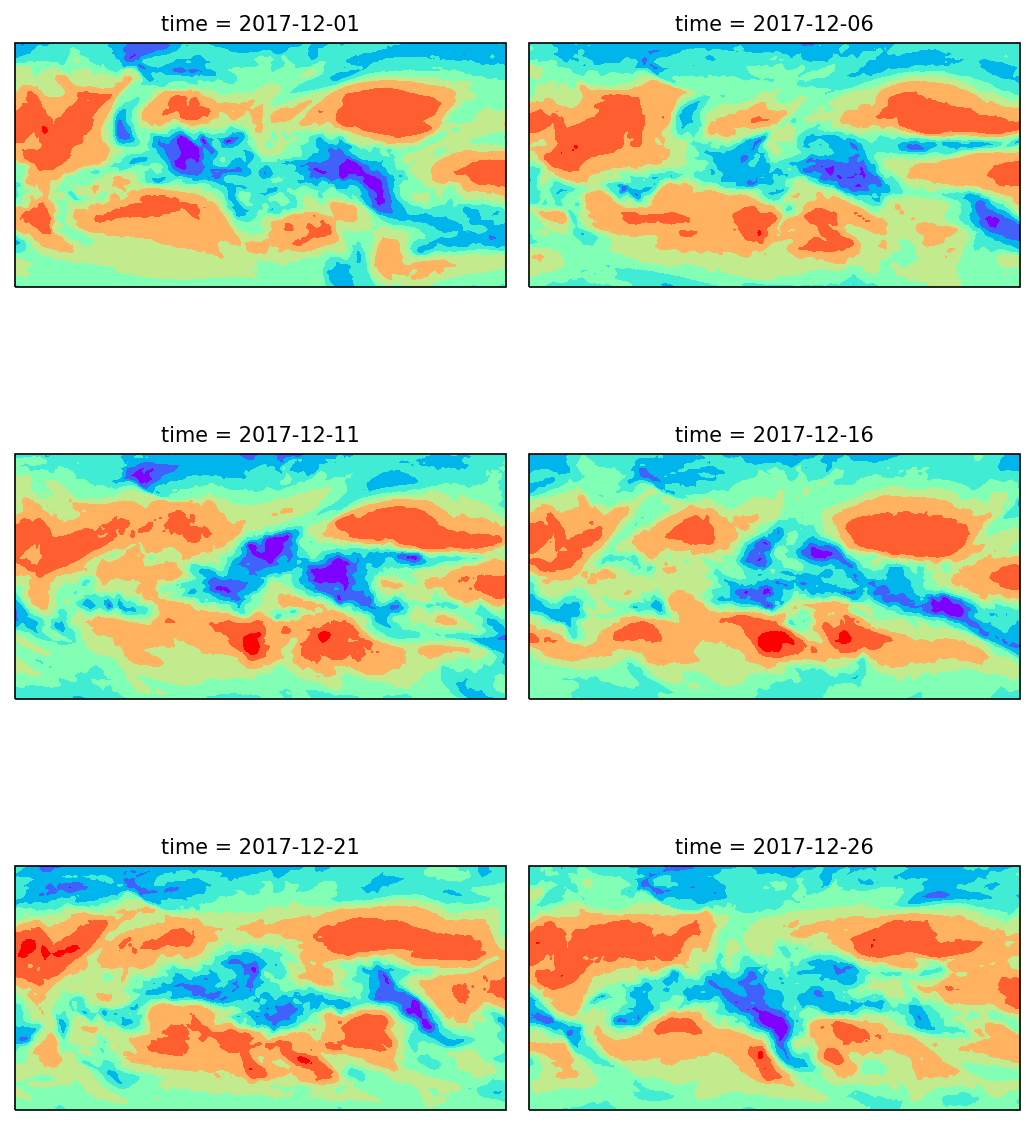 time = 2017-12-01
time = 2017-12-06
time = 2017-12-11
time = 2017-12-16
time = 2017-12-21
time = 2017-12-26